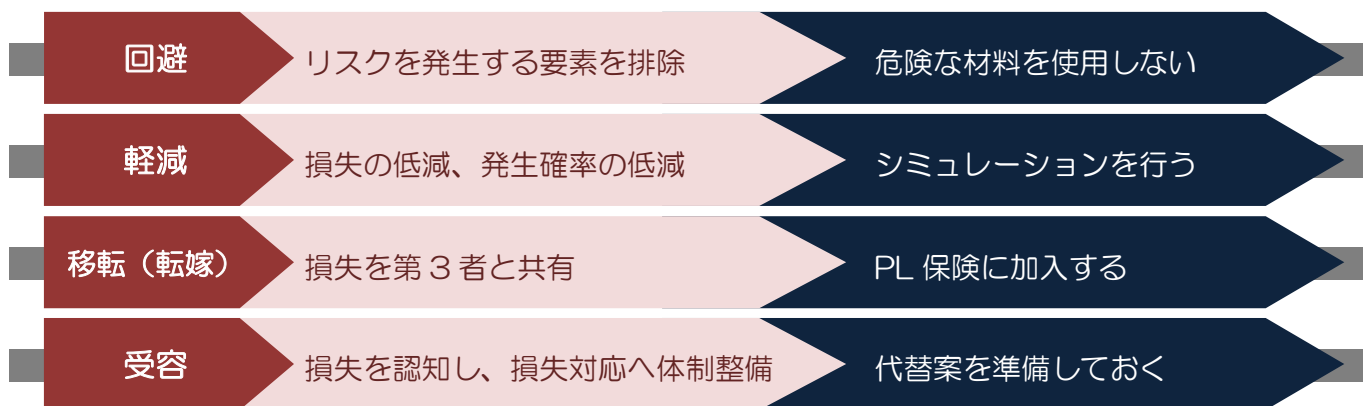 回避 リスクを発生する要素を排除 危険な材料を使用しない
軽減 損失の低減、発生確率の低減 シミュレーションを行う
移転（転嫁） 損失を第3者と共有 PL保険に加入する
受容 損失を認知し、損失対応へ体制整備 代替案を準備しておく